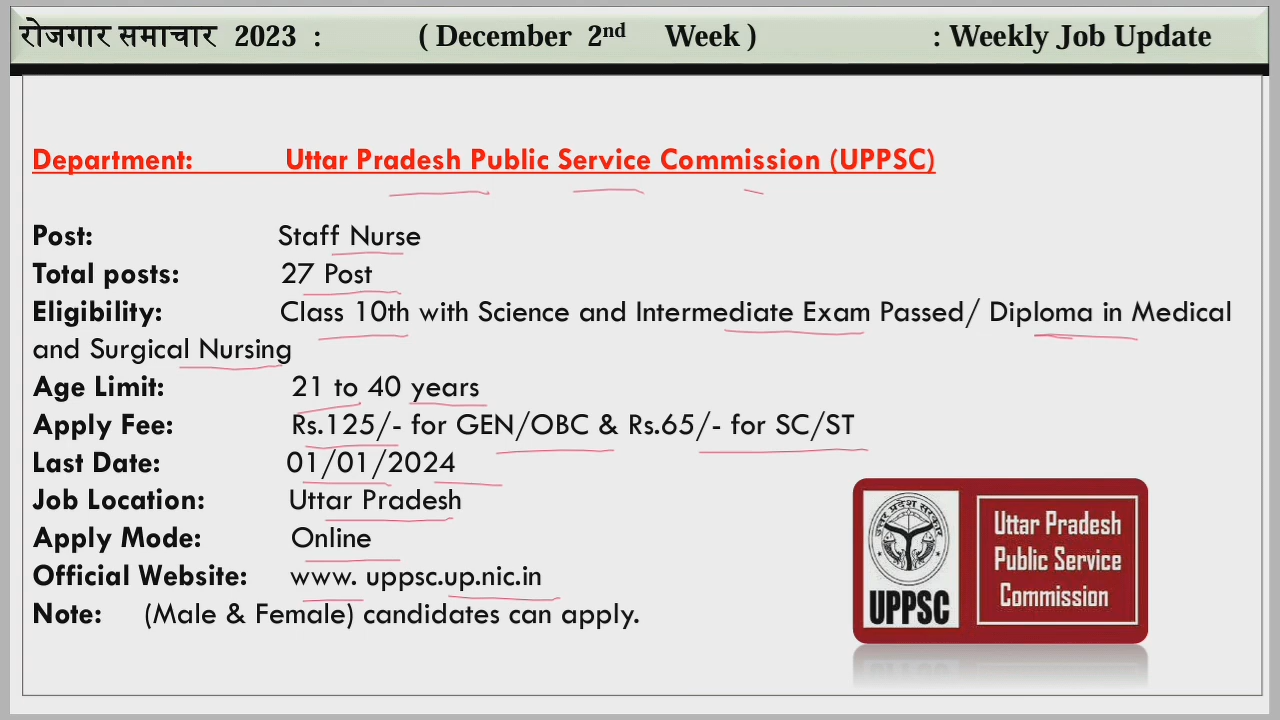 रोजगार समाचार 2023 : ( December 2nd Week ) : Weekly Job Update
Department: Uttar Pradesh Public Service Commission (UPPSC)
Post: Staff Nurse
Total posts: 27 Post
Eligibility: Class 10th with Science and Intermediate Exam Passed/ Diploma in Medical
and Surgical Nursing
Age Limit: 21 to 40 years
Apply Fee: Rs.125/- for GEN/OBC & Rs.65/- for SC/ST
Last Date: 01/01/2024
Job Location: Uttar Pradesh
Apply Mode: Online
Official Website: www. uppsc.up.nic.in
Note: (Male & Female) candidates can apply.
उत्तर प्रदेश सरकार
UPPSC
Uttar Pradesh
Public Service
Commission